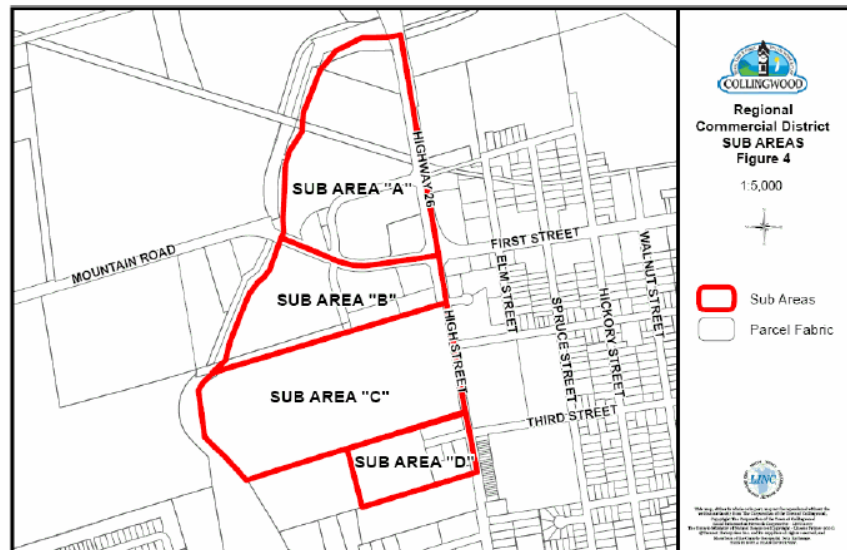 COLLINGWOOD
Regional
Commercial District
SUB AREAS
Figure 4
1:5,000
Sub Areas
Parcel Fabric
HIGHWAY 26
SUB AREA "A"
FIRST STREET
MOUNTAIN ROAD
ELM STREET
SPRUCE STREET
HICKORY STREET
WALNUT STREET
SUB AREA "B"
HIGH STREET
SUB AREA "C"
THIRD STREET
SUB AREA "D"
LINC